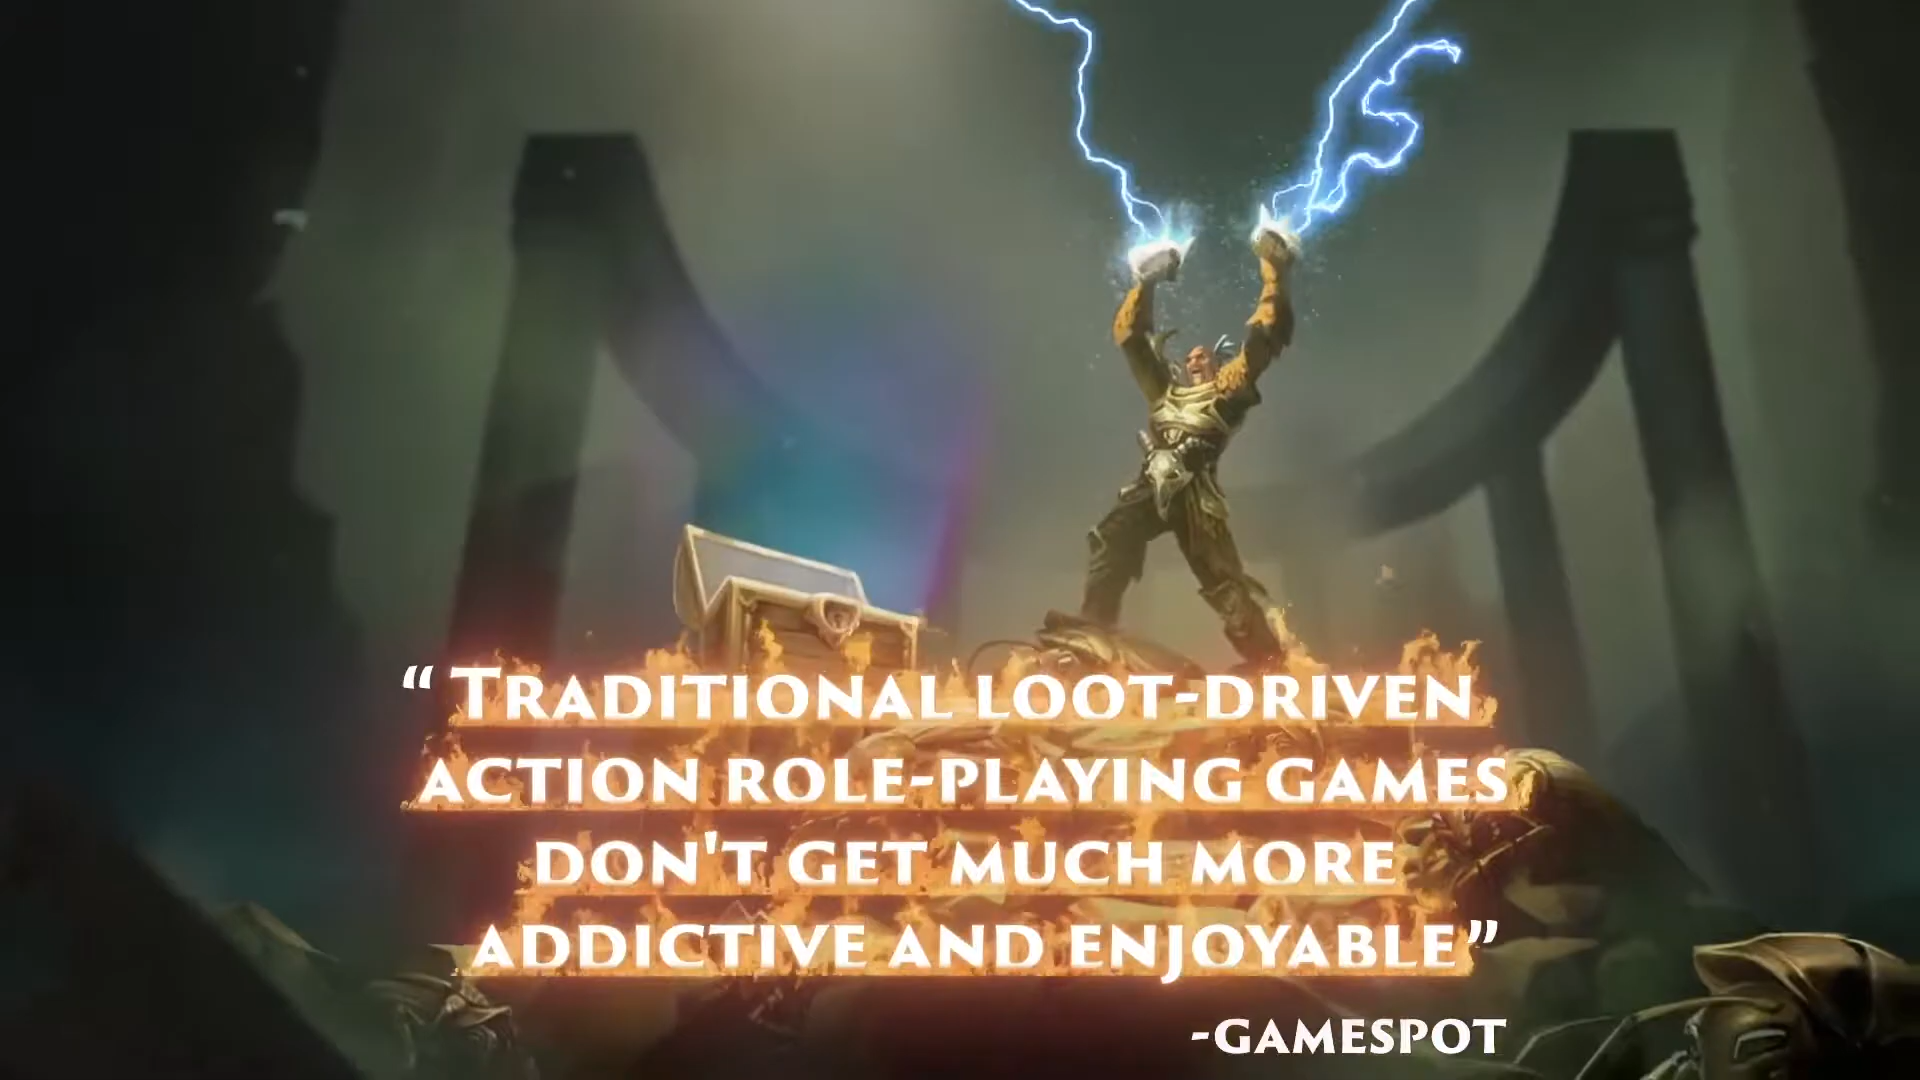 “ Traditional loot-driven
action role-playing games
don't get much more
addictive and enjoyable”
-GameSpot